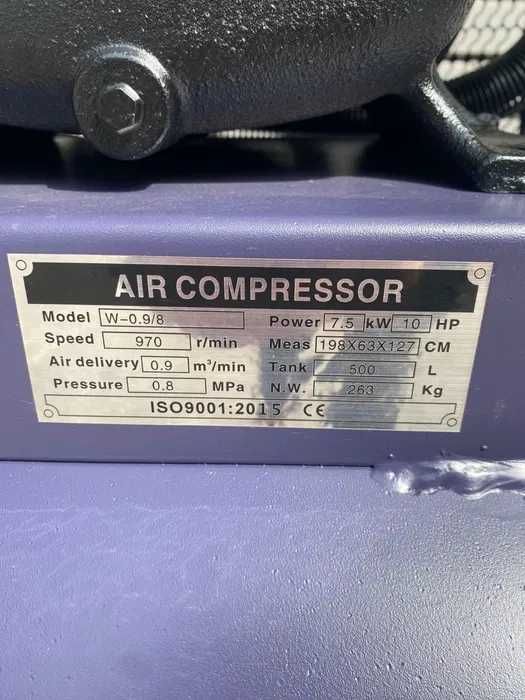 AIR COMPRESSOR
Model W-0.9/8 Power 7.5 kW 10 HP
Speed 970 r/min Meas 198X63X127 CM
Air delivery 0.9 m³/min Tank 500 L
Pressure 0.8 MPa N.W. 263 Kg
ISO9001:2015 CE